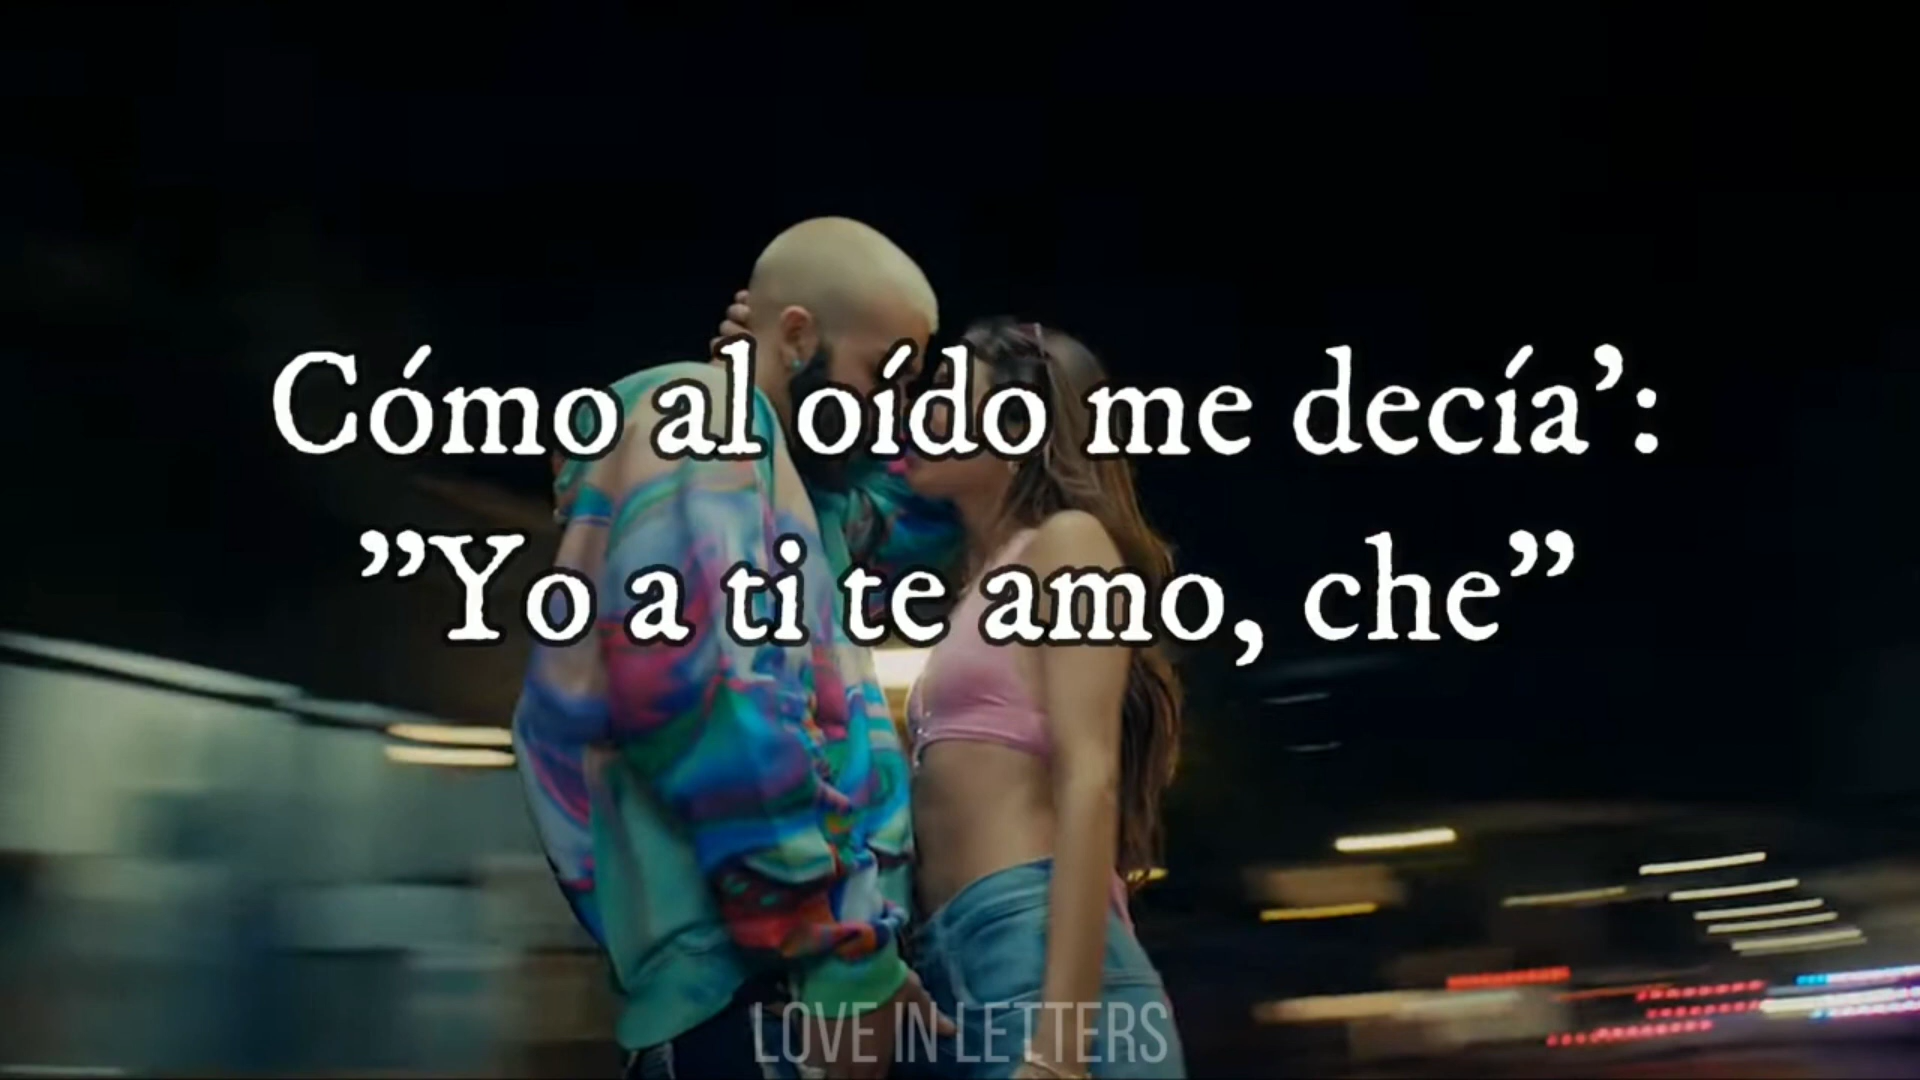 Cómo al oído me decía’:
”Yo a ti te amo, che”
LOVE IN LETTERS